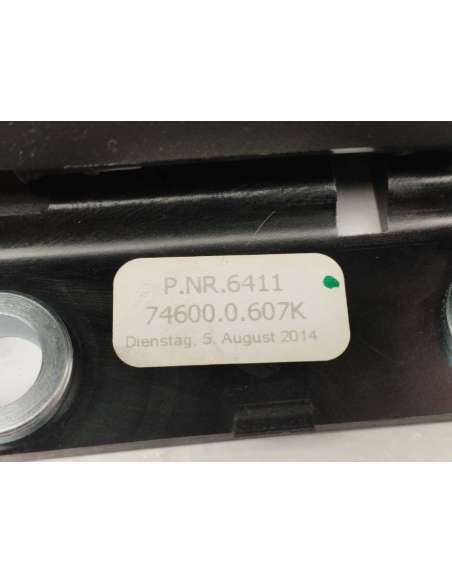 P.NR.6411
74600.0.607K
Dienstag, 5. August 2014